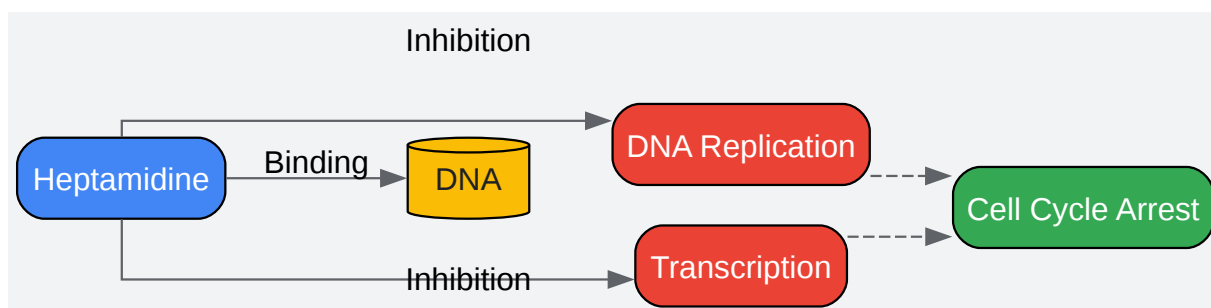 Inhibition
DNA Replication
Heptamidine
Binding
DNA
Cell Cycle Arrest
Inhibition
Transcription